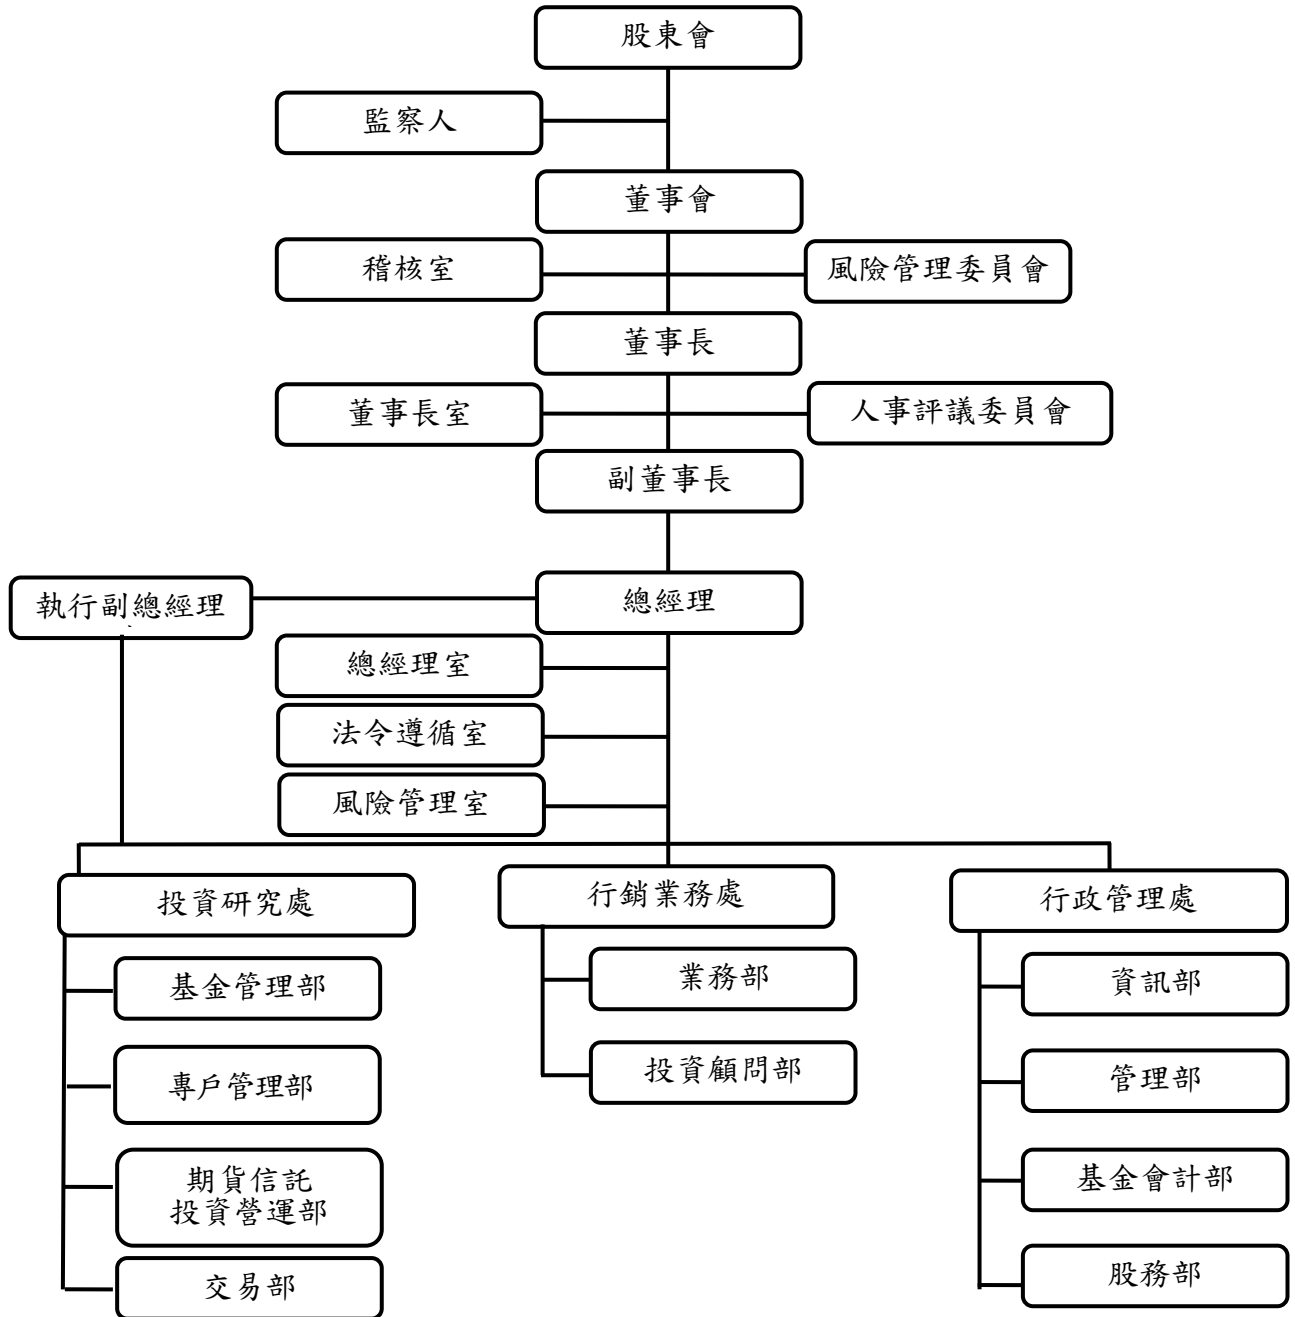 股東會
監察人
董事會
稽核室
風險管理委員會
董事長
董事長室
人事評議委員會
副董事長
執行副總經理
總經理
總經理室
法令遵循室
風險管理室
投資研究處
行銷業務處
行政管理處
基金管理部
業務部
資訊部
專戶管理部
投資顧問部
管理部
期貨信託
投資營運部
基金會計部
交易部
股務部